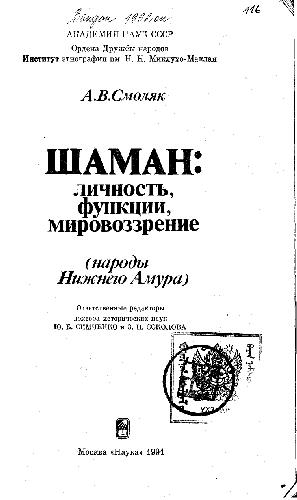 116
АКАДЕМИЯ НАУК СССР
Ордена Дружбы народов
Институт этнографии им. Н. Н. Миклухо-Маклая
А.В.Смоляк
ШАМАН:
личность,
функции,
мировоззрение
(народы
Нижнего Амура)
Ответственные редакторы
доктора исторических наук
Ю. Б. СИМЧЕНКО и З. П. СОКОЛОВА
Москва «Наука» 1991